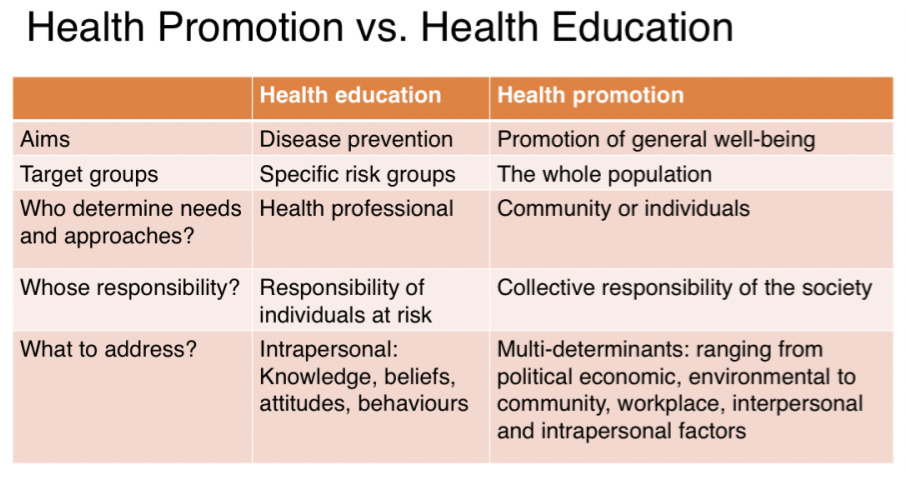 Health Promotion vs. Health Education
Health education Health promotion
Aims Disease prevention Promotion of general well-being
Target groups Specific risk groups The whole population
Who determine needs Health professional Community or individuals
and approaches?
Whose responsibility? Responsibility of Collective responsibility of the society
individuals at risk
What to address? Intrapersonal: Multi-determinants: ranging from
Knowledge, beliefs, political economic, environmental to
attitudes, behaviours community, workplace, interpersonal
and intrapersonal factors